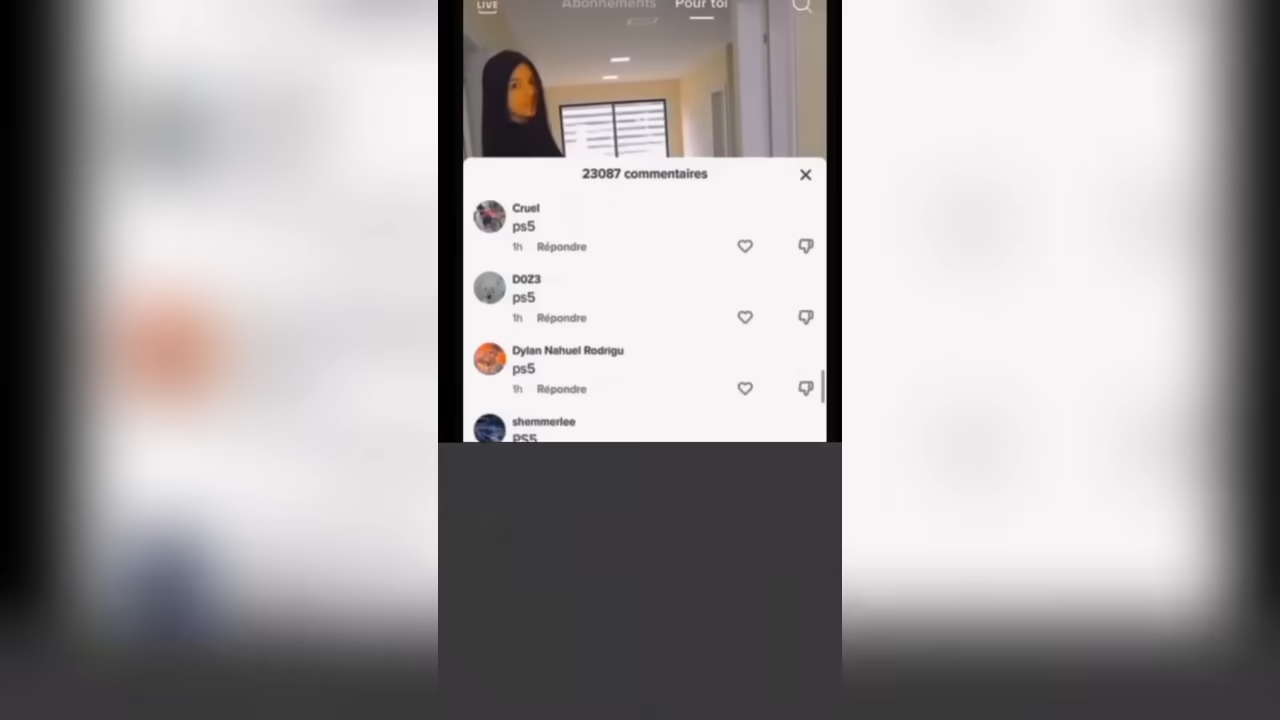 LIVE
Abonnements Pour toi
23087 commentaires
Cruel
ps5
1h Répondre
D0Z3
ps5
1h Répondre
Dylan Nahuel Rodrigu
ps5
1h Répondre
shemmerlee
PS5